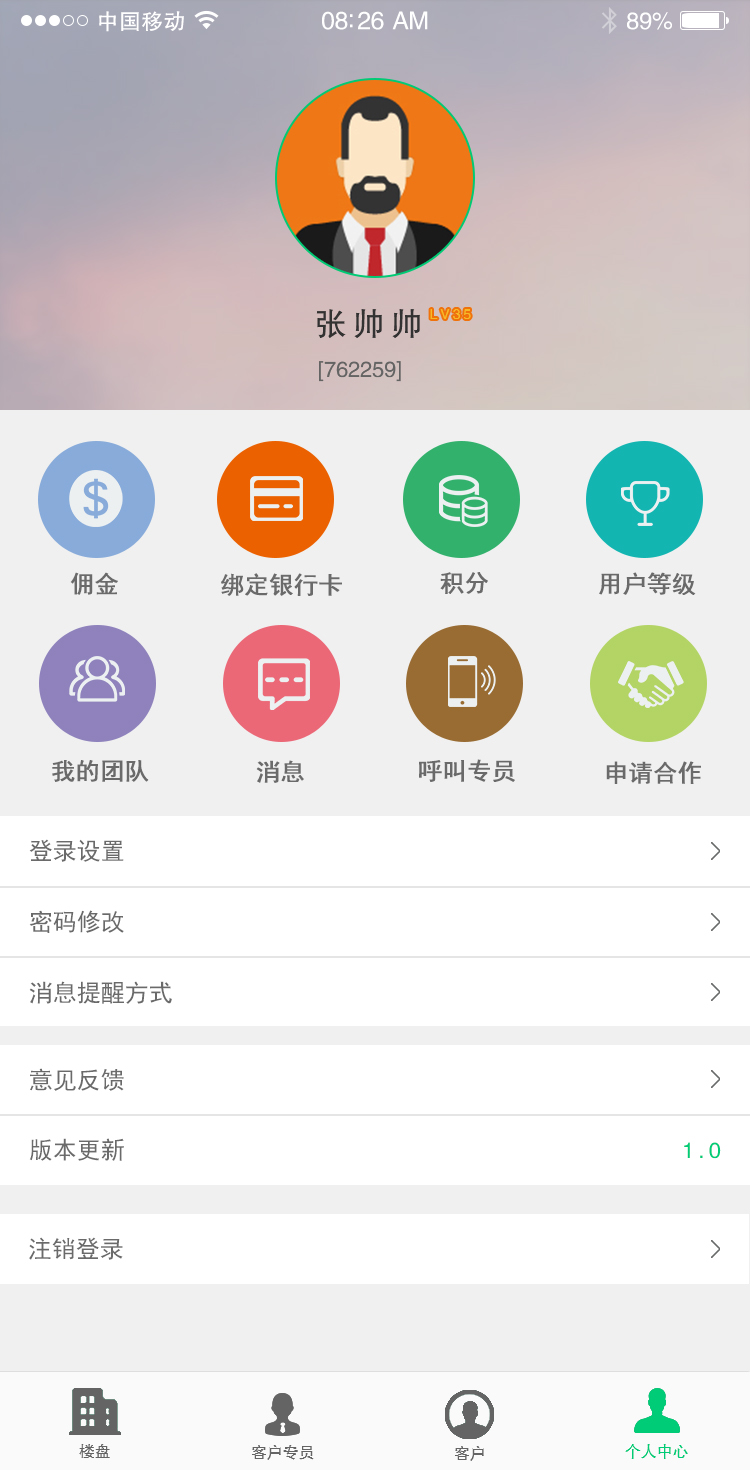 中国移动 08:26 AM 89%
张帅帅 LV35
[762259]
佣金 绑定银行卡 积分 用户等级
我的团队 消息 呼叫专员 申请合作
登录设置
密码修改
消息提醒方式
意见反馈
版本更新 1.0
注销登录
楼盘 客户专员 客户 个人中心